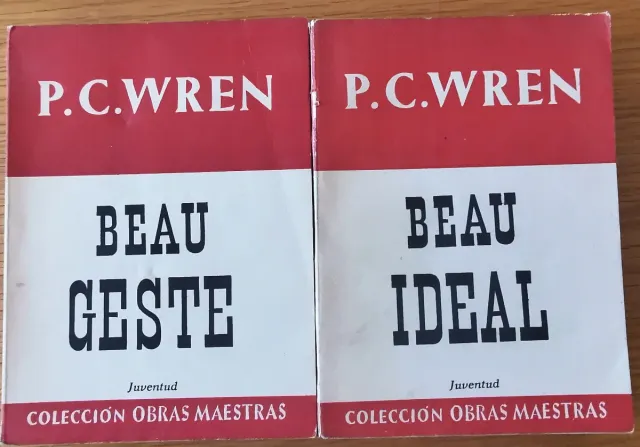 P.C.WREN
BEAU
GESTE
Juventud
COLECCIÓN OBRAS MAESTRAS
P.C.WREN
BEAU
IDEAL
Juventud
COLECCIÓN OBRAS MAESTRAS